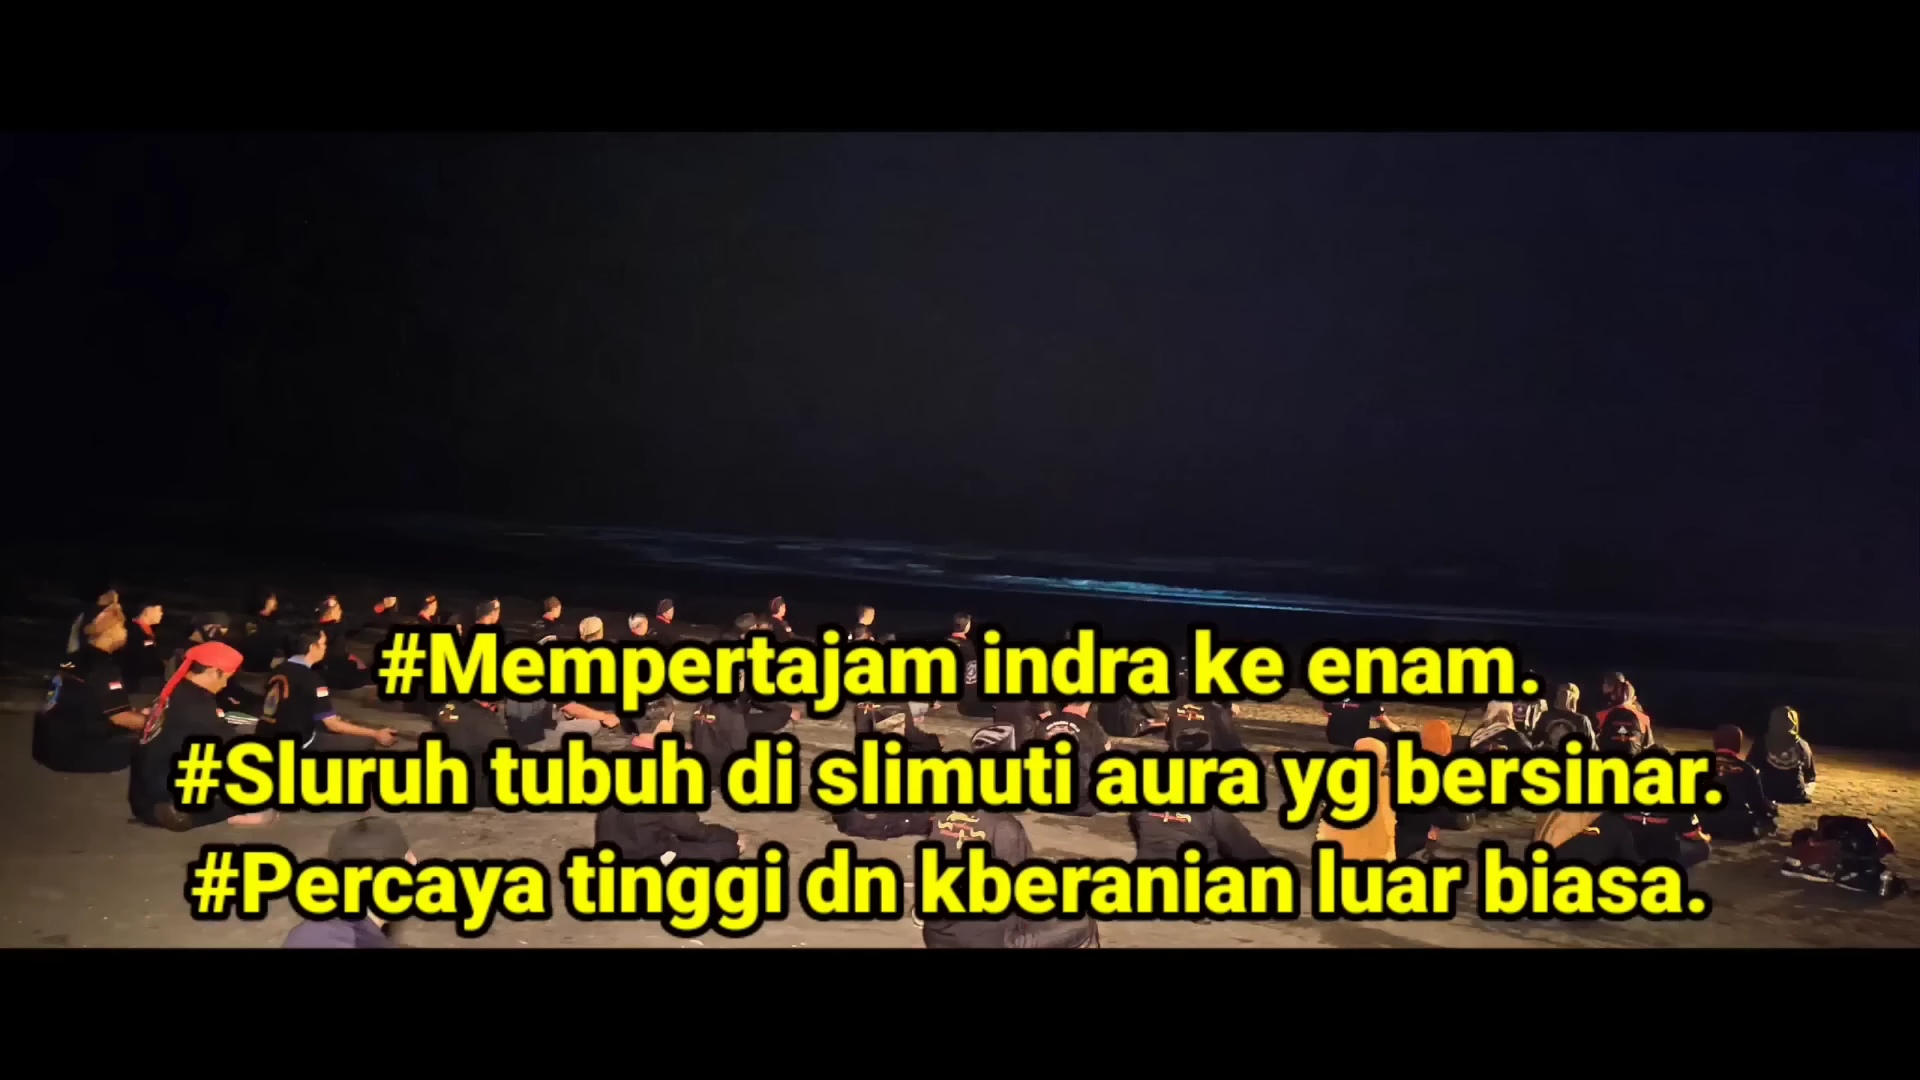 #Mempertajam indra ke enam.
#Sluruh tubuh di slimuti aura yg bersinar.
#Percaya tinggi dn kberanian luar biasa.